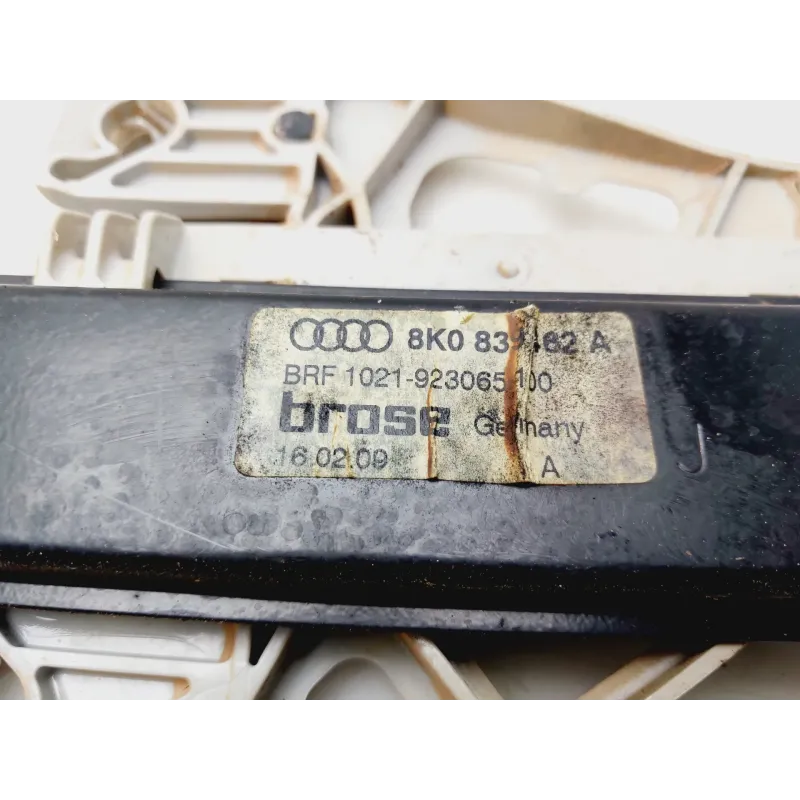 8K0 A
BRF 1021-923065-100
brose Germany
16.02.09 A